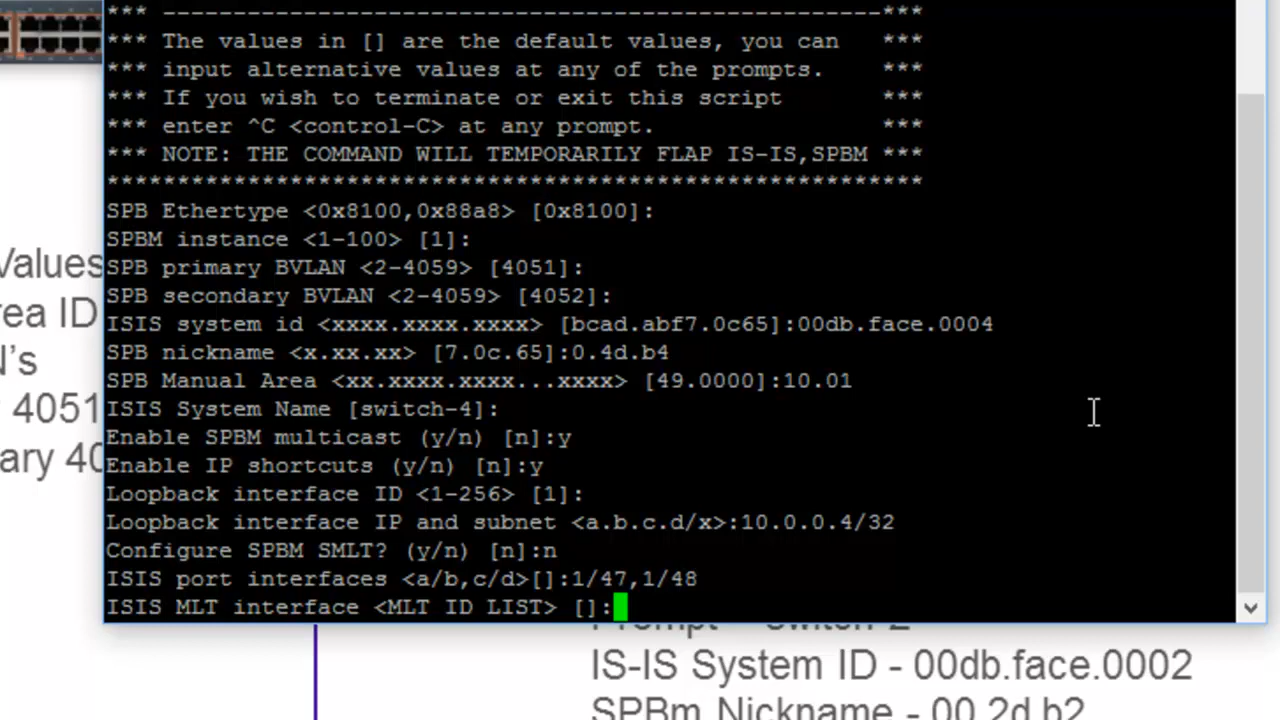 *** -------------------------------------------------------------***
*** The values in [] are the default values, you can ***
*** input alternative values at any of the prompts. ***
*** If you wish to terminate or exit this script ***
*** enter ^C <control-C> at any prompt. ***
*** NOTE: THE COMMAND WILL TEMPORARILY FLAP IS-IS,SPBM ***
*********************************************************************
SPB Ethertype <0x8100,0x88a8> [0x8100]:
SPBM instance <1-100> [1]:
SPB primary BVLAN <2-4059> [4051]:
SPB secondary BVLAN <2-4059> [4052]:
ISIS system id <xxxx.xxxx.xxxx> [bcad.abf7.0c65]:00db.face.0004
SPB nickname <x.xx.xx> [7.0c.65]:0.4d.b4
SPB Manual Area <xx.xxxx.xxxx...xxxx> [49.0000]:10.01
ISIS System Name [switch-4]:
Enable SPBM multicast (y/n) [n]:y
Enable IP shortcuts (y/n) [n]:y
Loopback interface ID <1-256> [1]:
Loopback interface IP and subnet <a.b.c.d/x>:10.0.0.4/32
Configure SPBM SMLT? (y/n) [n]:n
ISIS port interfaces <a/b,c/d>[]:1/47,1/48
ISIS MLT interface <MLT ID LIST> []:
Values
rea ID
N's
4051
ary 40
Prompt – switch-2
IS-IS System ID - 00db.face.0002
SPBm Nickname - 00.2d.b2